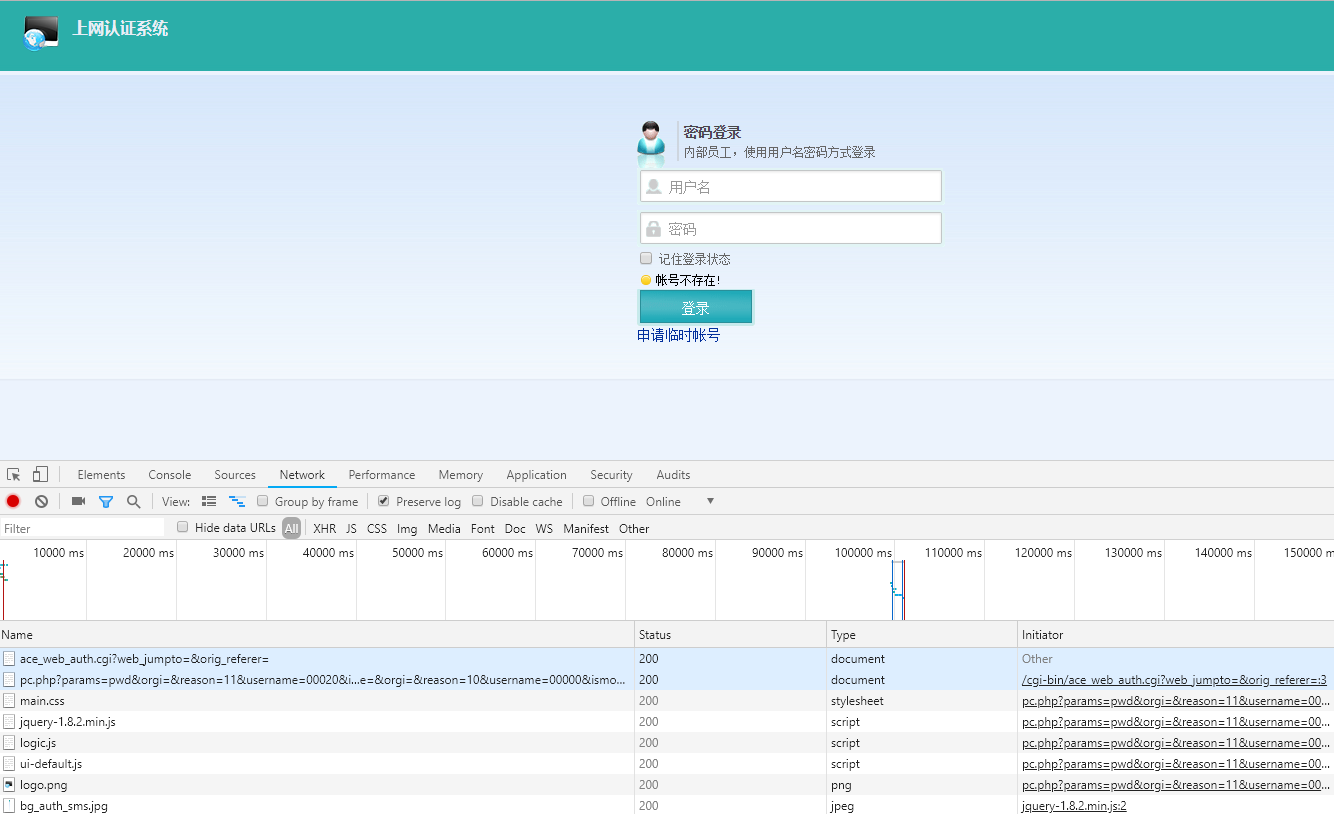 上网认证系统
密码登录
内部员工，使用用户名密码方式登录
用户名
密码
记住登录状态
帐号不存在!
登录
申请临时帐号
Elements Console Sources Network Performance Memory Application Security Audits
View: Group by frame Preserve log Disable cache Offline Online
Filter Hide data URLs All XHR JS CSS Img Media Font Doc WS Manifest Other
10000 ms 20000 ms 30000 ms 40000 ms 50000 ms 60000 ms 70000 ms 80000 ms 90000 ms 100000 ms 110000 ms 120000 ms 130000 ms 140000 ms 150000 m
Name Status Type Initiator
ace_web_auth.cgi?web_jumpto=&orig_referer= 200 document Other
pc.php?params=pwd&orgi=&reason=11&username=00020&i...e=&orgi=&reason=10&username=00000&ismo... 200 document /cgi-bin/ace_web_auth.cgi?web_jumpto=&orig_referer=:3
main.css 200 stylesheet pc.php?params=pwd&orgi=&reason=11&username=00...
jquery-1.8.2.min.js 200 script pc.php?params=pwd&orgi=&reason=11&username=00...
logic.js 200 script pc.php?params=pwd&orgi=&reason=11&username=00...
ui-default.js 200 script pc.php?params=pwd&orgi=&reason=11&username=00...
logo.png 200 png pc.php?params=pwd&orgi=&reason=11&username=00...
bg_auth_sms.jpg 200 jpeg jquery-1.8.2.min.js:2